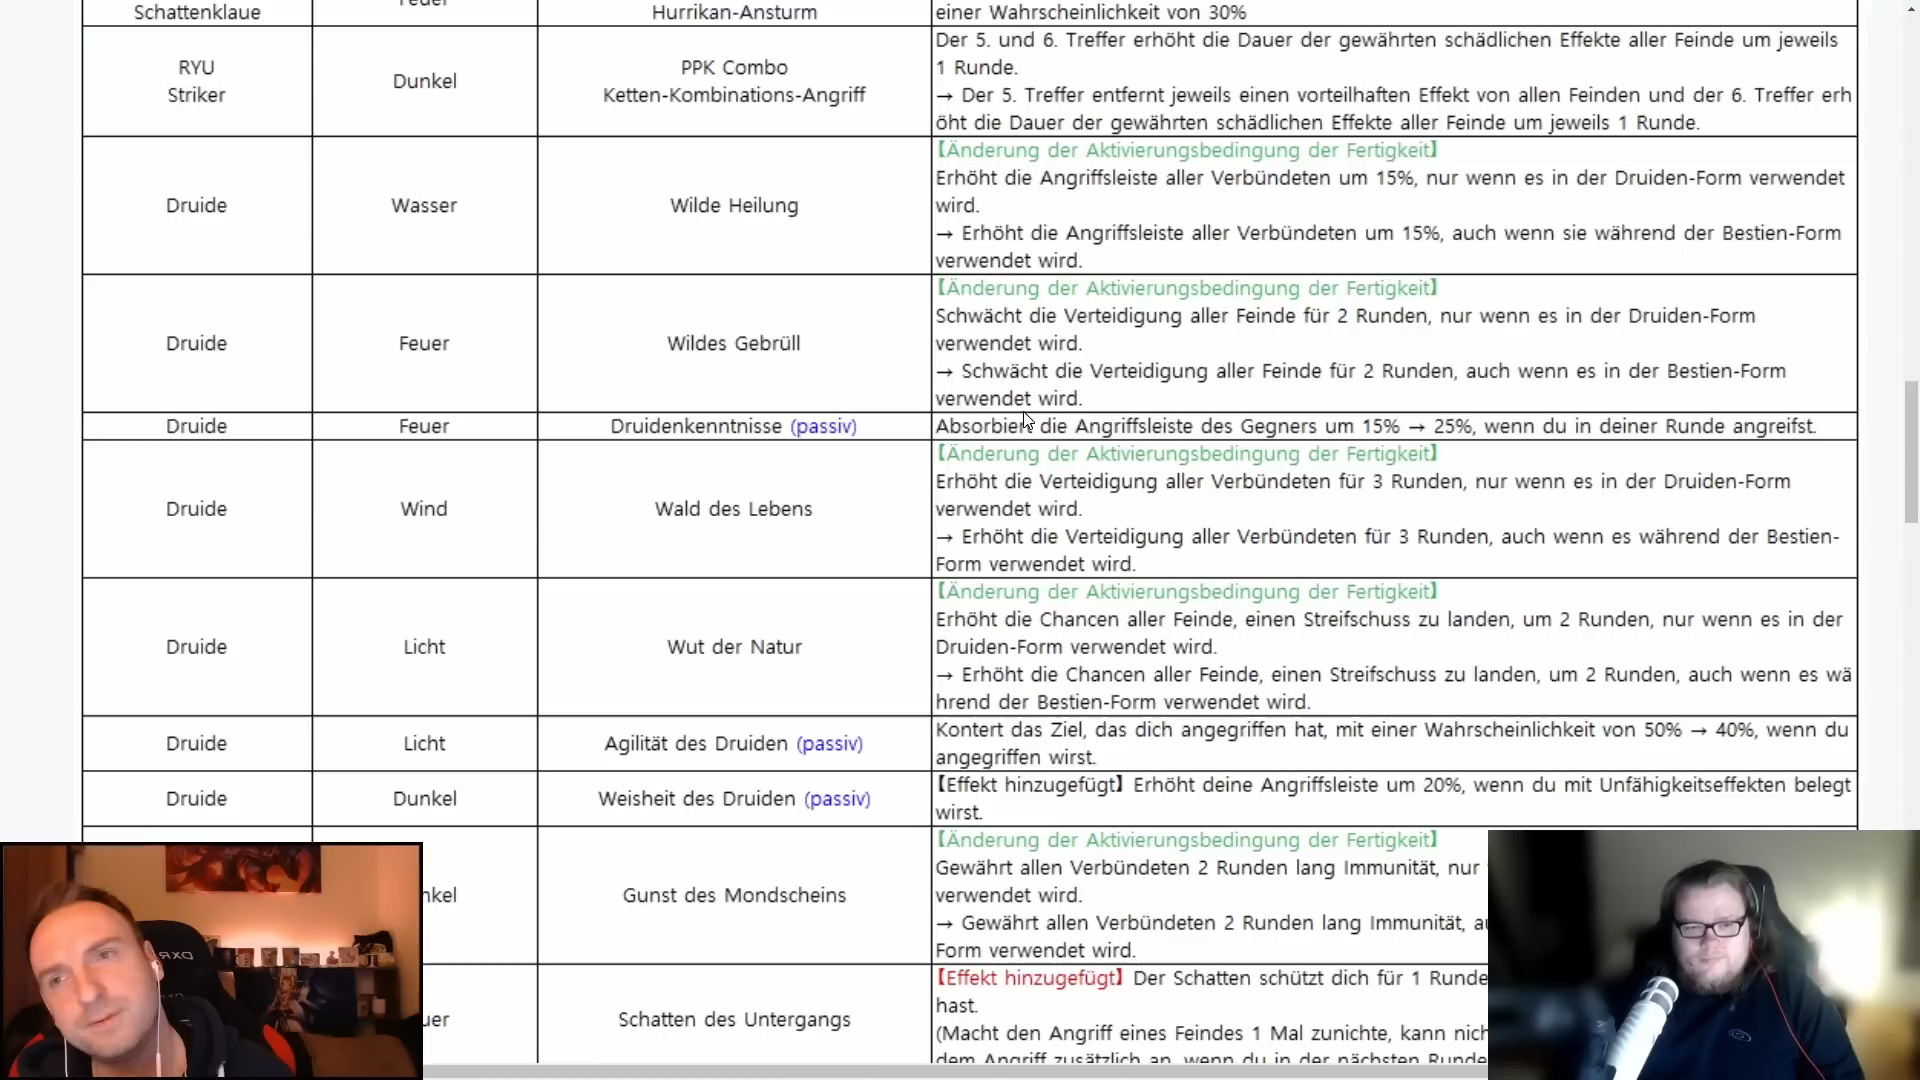 Schattenklaue
Feuer
Hurrikan-Ansturm
einer Wahrscheinlichkeit von 30%
RYU
Striker
Dunkel
PPK Combo
Ketten-Kombinations-Angriff
Der 5. und 6. Treffer erhöht die Dauer der gewährten schädlichen Effekte aller Feinde um jeweils
1 Runde.
→ Der 5. Treffer entfernt jeweils einen vorteilhaften Effekt von allen Feinden und der 6. Treffer erh
öht die Dauer der gewährten schädlichen Effekte aller Feinde um jeweils 1 Runde.
Druide
Wasser
Wilde Heilung
【Änderung der Aktivierungsbedingung der Fertigkeit】
Erhöht die Angriffsleiste aller Verbündeten um 15%, nur wenn es in der Druiden-Form verwendet
wird.
→ Erhöht die Angriffsleiste aller Verbündeten um 15%, auch wenn sie während der Bestien-Form
verwendet wird.
Druide
Feuer
Wildes Gebrüll
【Änderung der Aktivierungsbedingung der Fertigkeit】
Schwächt die Verteidigung aller Feinde für 2 Runden, nur wenn es in der Druiden-Form
verwendet wird.
→ Schwächt die Verteidigung aller Feinde für 2 Runden, auch wenn es in der Bestien-Form
verwendet wird.
Druide
Feuer
Druidenkenntnisse (passiv)
Absorbiert die Angriffsleiste des Gegners um 15% → 25%, wenn du in deiner Runde angreifst.
Druide
Wind
Wald des Lebens
【Änderung der Aktivierungsbedingung der Fertigkeit】
Erhöht die Verteidigung aller Verbündeten für 3 Runden, nur wenn es in der Druiden-Form
verwendet wird.
→ Erhöht die Verteidigung aller Verbündeten für 3 Runden, auch wenn es während der Bestien-
Form verwendet wird.
Druide
Licht
Wut der Natur
【Änderung der Aktivierungsbedingung der Fertigkeit】
Erhöht die Chancen aller Feinde, einen Streifschuss zu landen, um 2 Runden, nur wenn es in der
Druiden-Form verwendet wird.
→ Erhöht die Chancen aller Feinde, einen Streifschuss zu landen, um 2 Runden, auch wenn es wä
hrend der Bestien-Form verwendet wird.
Druide
Licht
Agilität des Druiden (passiv)
Kontert das Ziel, das dich angegriffen hat, mit einer Wahrscheinlichkeit von 50% → 40%, wenn du
angegriffen wirst.
Druide
Dunkel
Weisheit des Druiden (passiv)
【Effekt hinzugefügt】 Erhöht deine Angriffsleiste um 20%, wenn du mit Unfähigkeitseffekten belegt
wirst.
nkel
Gunst des Mondscheins
【Änderung der Aktivierungsbedingung der Fertigkeit】
Gewährt allen Verbündeten 2 Runden lang Immunität, nur
verwendet wird.
→ Gewährt allen Verbündeten 2 Runden lang Immunität,
Form verwendet wird.
uer
Schatten des Untergangs
【Effekt hinzugefügt】 Der Schatten schützt dich für 1 Runde
hast.
(Macht den Angriff eines Feindes 1 Mal zunichte, kann
dem Angriff zusätzlich an, wenn du in der nächsten Runde
DXR